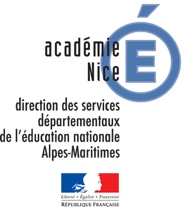 académie
Nice
É
direction des services
départementaux
de l'éducation nationale
Alpes-Maritimes
Liberté • Égalité • Fraternité
RÉPUBLIQUE FRANÇAISE